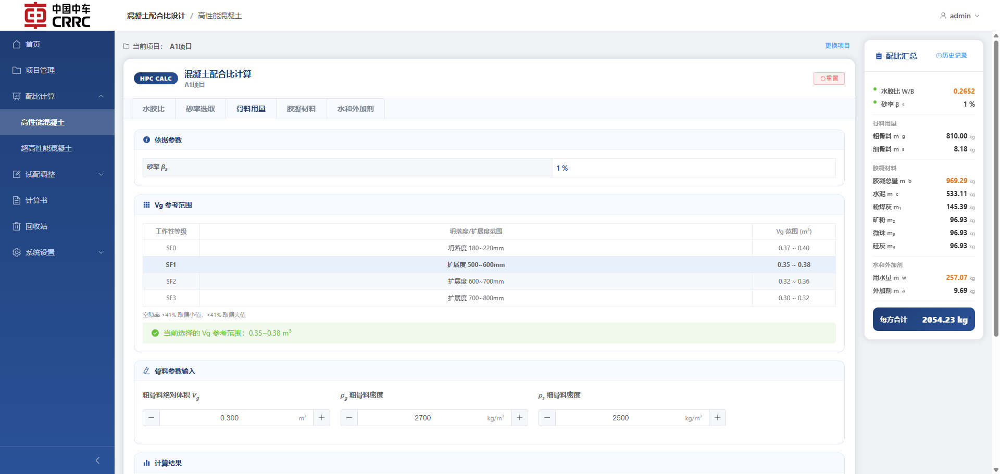 中国中车
CRRC
混凝土配合比设计 / 高性能混凝土
admin
首页
项目管理
配比计算
高性能混凝土
超高性能混凝土
试配调整
计算书
回收站
系统设置
当前项目： A1项目
更换项目
HPC CALC
混凝土配合比计算
A1项目
重置
水胶比
砂率选取
骨料用量
胶凝材料
水和外加剂
依据参数
砂率 βs
1 %
Vg 参考范围
工作性等级 坍落度/扩展度范围 Vg 范围 (m³)
SF0 坍落度 180~220mm 0.37 ~ 0.40
SF1 扩展度 500~600mm 0.35 ~ 0.38
SF2 扩展度 600~700mm 0.32 ~ 0.36
SF3 扩展度 700~800mm 0.30 ~ 0.32
空隙率 >41% 取偏小值，<41% 取偏大值
当前选择的 Vg 参考范围：0.35~0.38 m³
骨料参数输入
粗骨料绝对体积 Vg
ρg 粗骨料密度
ρs 细骨料密度
0.300 m³
2700 kg/m³
2500 kg/m³
计算结果
配比汇总
历史记录
水胶比 W/B 0.2652
砂率 β s 1 %
骨料用量
粗骨料 m g 810.00 kg
细骨料 m s 8.18 kg
胶凝材料
胶凝总量 m b 969.29 kg
水泥 m c 533.11 kg
粉煤灰 m₁ 145.39 kg
矿粉 m₂ 96.93 kg
微珠 m₃ 96.93 kg
硅灰 m₄ 96.93 kg
水和外加剂
用水量 m w 257.07 kg
外加剂 m a 9.69 kg
每方合计 2054.23 kg